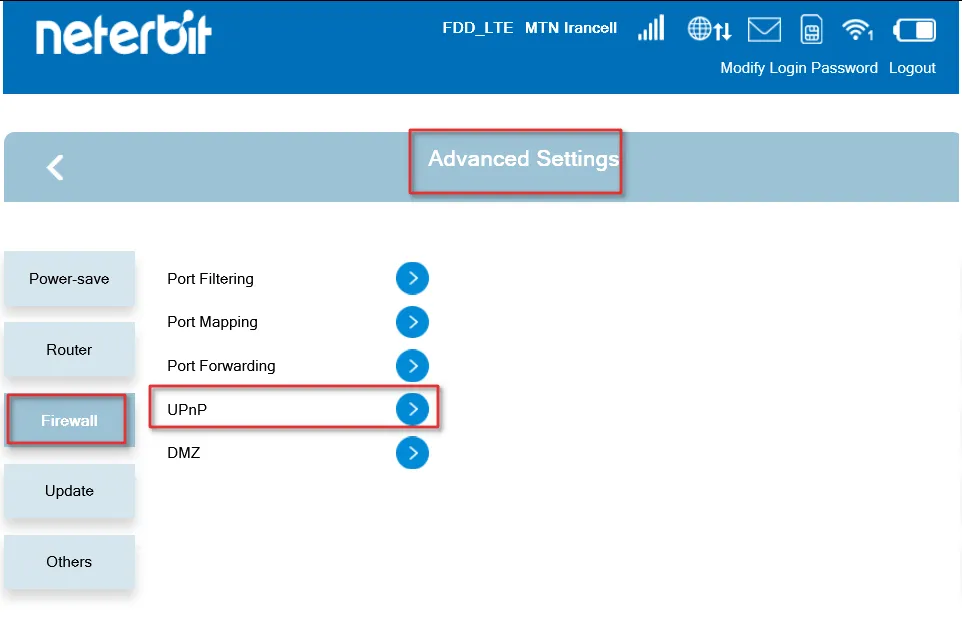 neterbit
FDD_LTE MTN Irancell
1
Modify Login Password Logout
Advanced Settings
Power-save
Router
Firewall
Update
Others
Port Filtering
Port Mapping
Port Forwarding
UPnP
DMZ